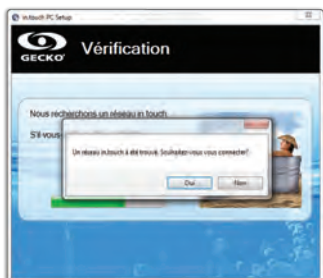 in.touch PC Setup
GECKO
Vérification
Nous recherchons un réseau in.touch
S'il vous
Un réseau in.touch à été trouvé. Souhaitez-vous vous connecter?
Oui
Non